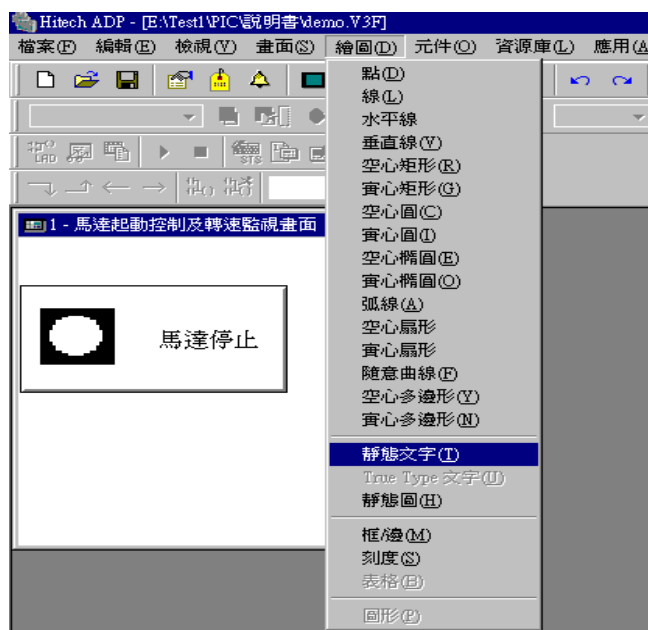 Hitech ADP - [E:\Test1\PIC\說明書\demo.V3F]
檔案(F) 編輯(E) 檢視(V) 畫面(S) 繪圖(D) 元件(O) 資源庫(L) 應用(A
點(D)
線(L)
水平線
垂直線(V)
空心矩形(R)
實心矩形(G)
空心圓(C)
實心圓(I)
空心橢圓(E)
實心橢圓(O)
弧線(A)
空心扇形
實心扇形
隨意曲線(F)
空心多邊形(Y)
實心多邊形(N)
靜態文字(T)
True Type 文字(U)
靜態圖(H)
框/邊(M)
刻度(S)
表格(B)
圖形(P)
LAD
STS
1 - 馬達起動控制及轉速監視畫面
馬達停止